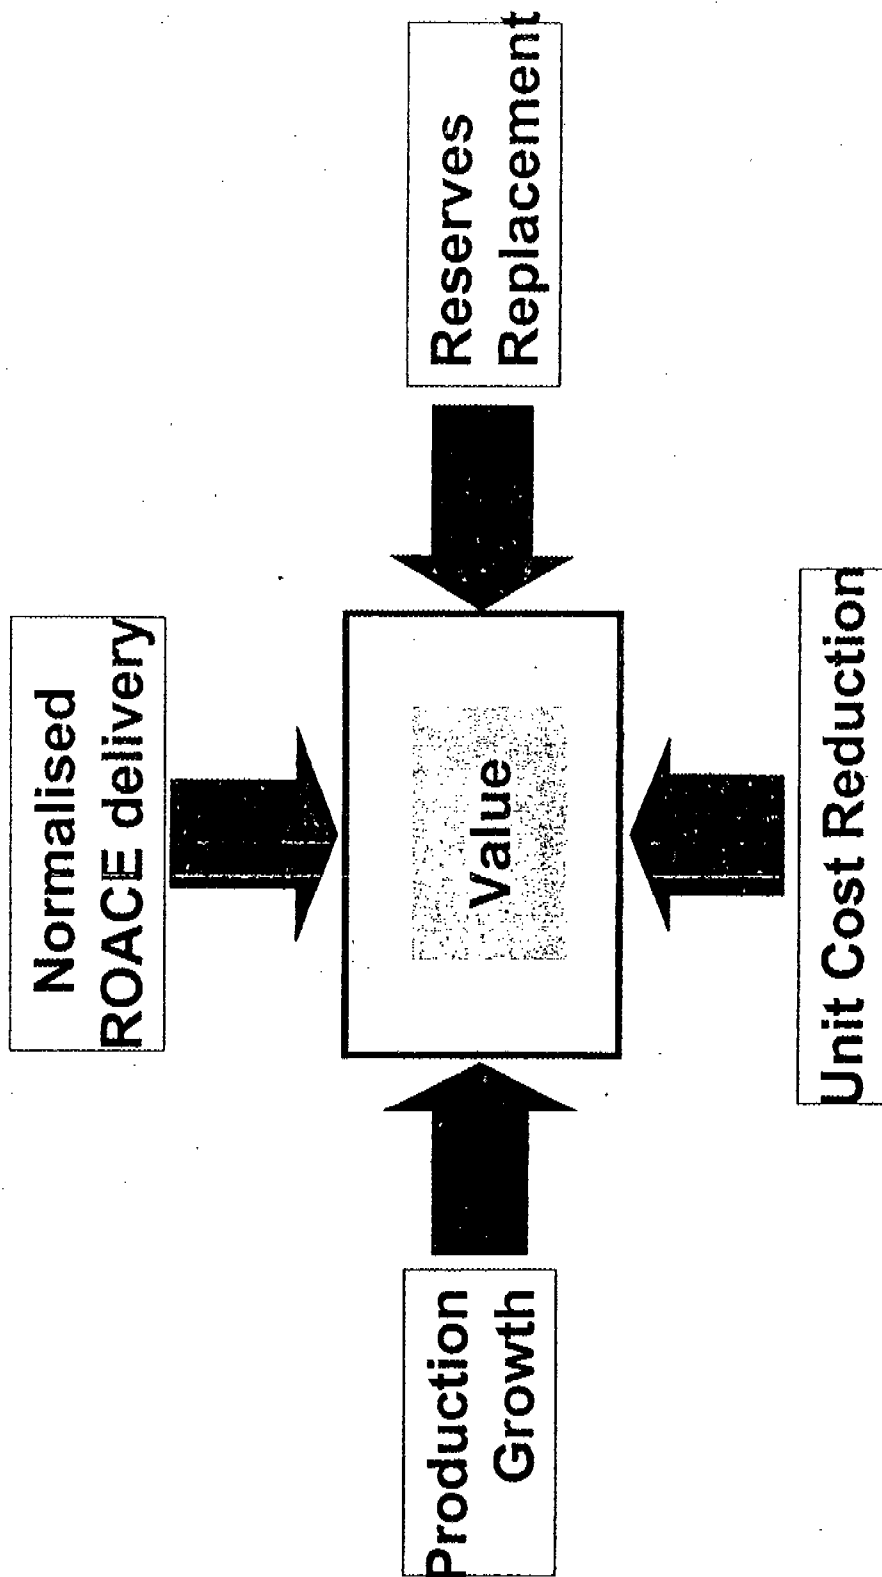 Normalised
ROACE delivery
Production
Growth
Value
Reserves
Replacement
Unit Cost Reduction